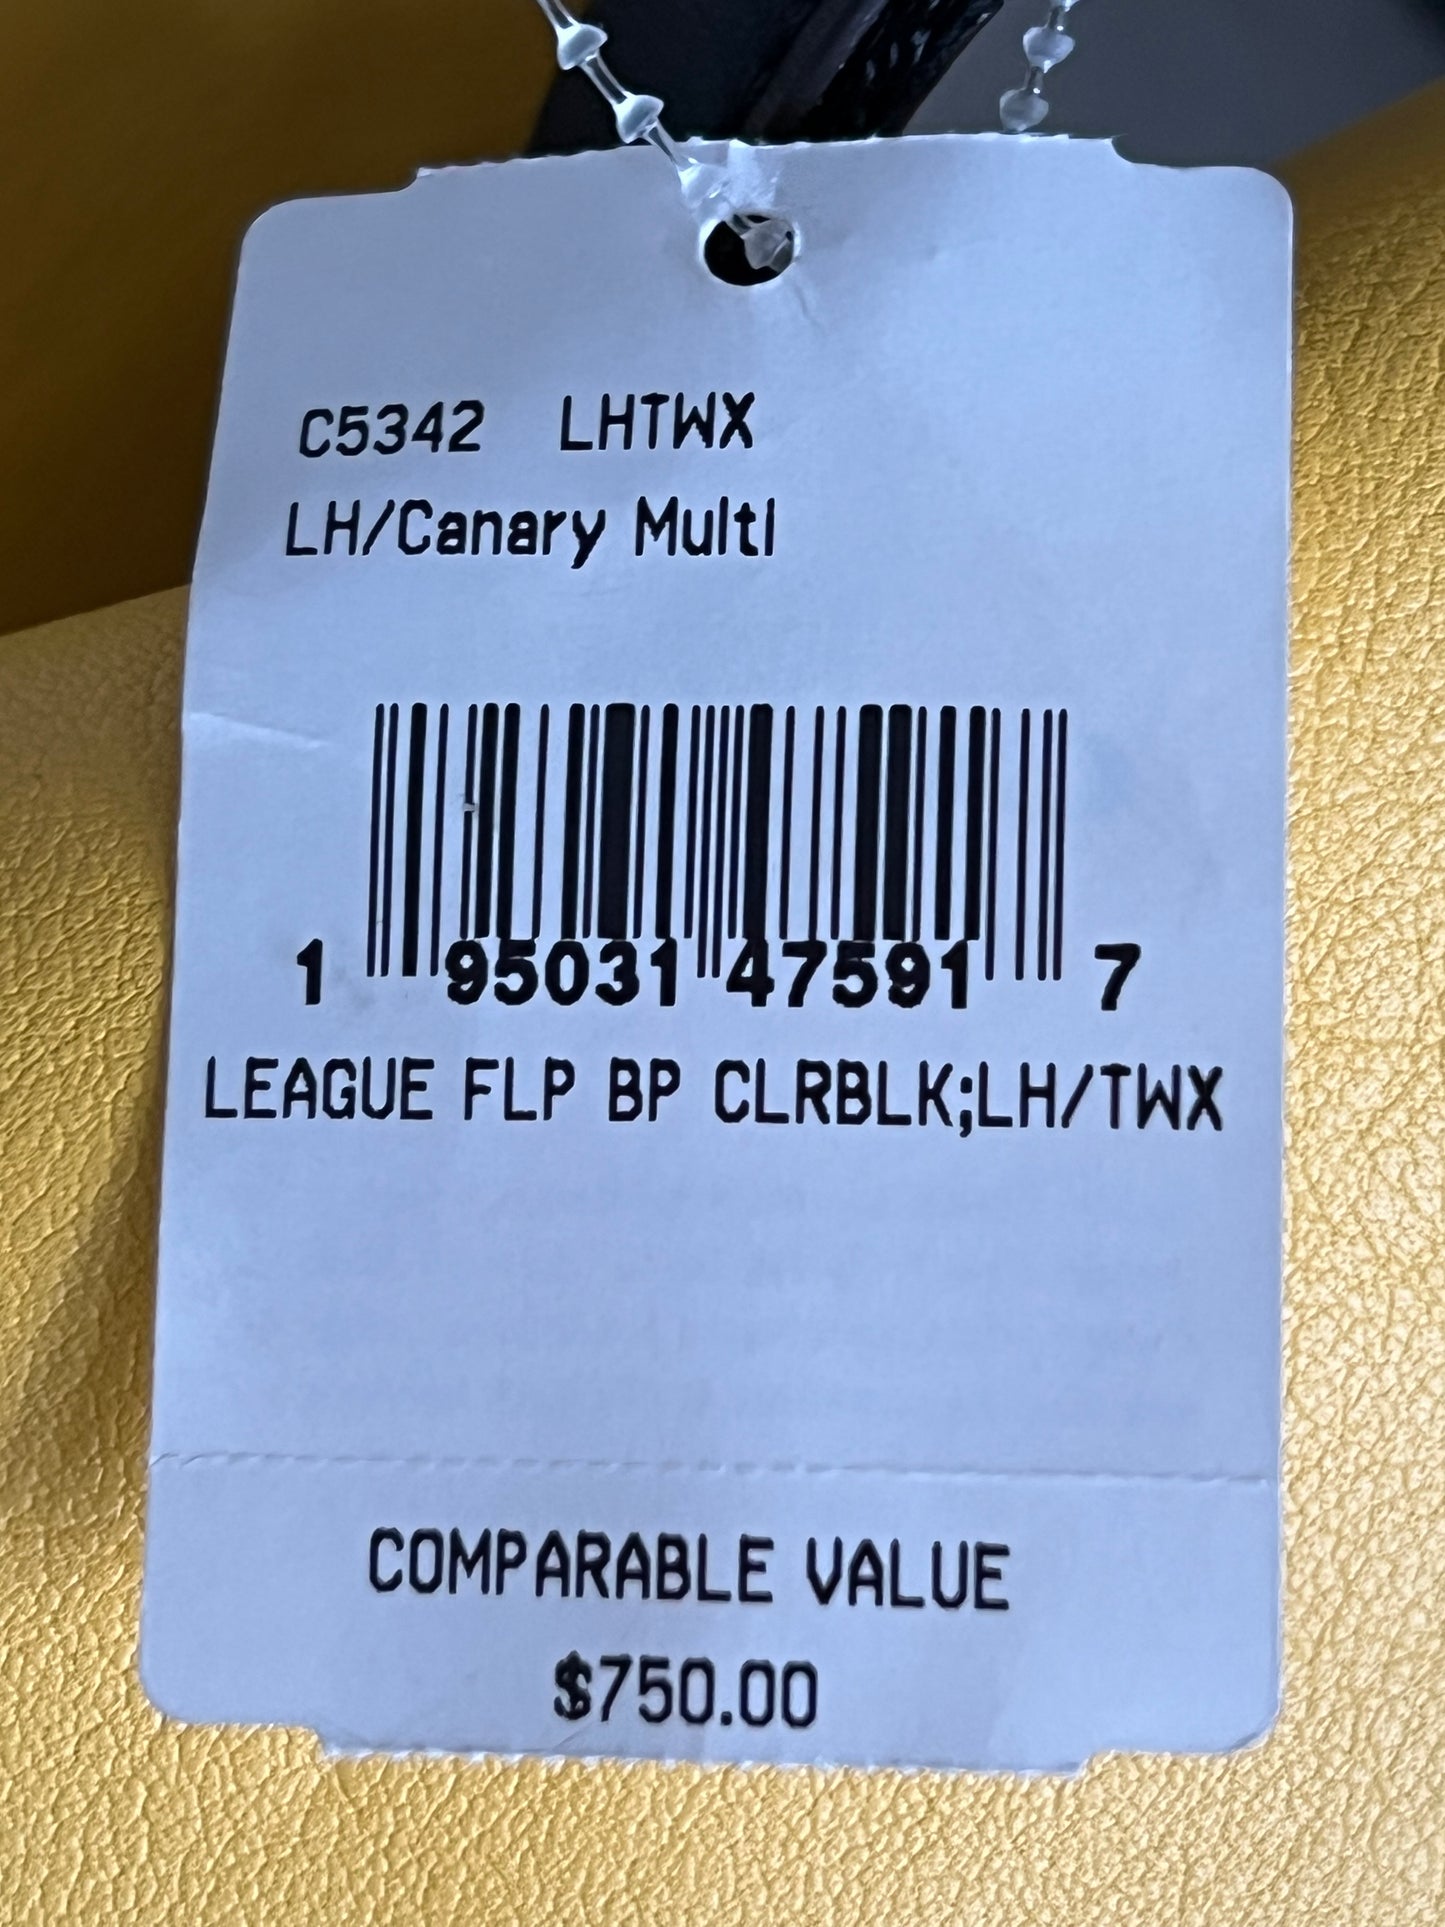 C5342 LHTWX
LH/Canary Multi
1 95031 47591 7
LEAGUE FLP BP CLRBLK;LH/TWX
COMPARABLE VALUE
$750.00